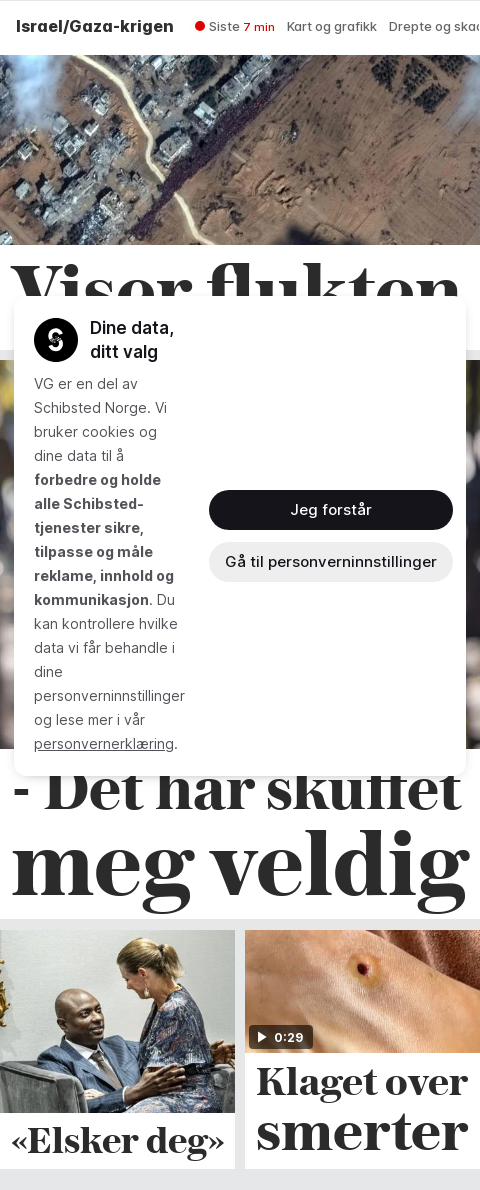 Israel/Gaza-krigen
Siste 7 min
Kart og grafikk
Drepte og skad
Viser flukten
Dine data,
ditt valg
VG er en del av
Schibsted Norge. Vi
bruker cookies og
dine data til å
forbedre og holde
alle Schibsted-
tjenester sikre,
tilpasse og måle
reklame, innhold og
kommunikasjon. Du
kan kontrollere hvilke
data vi får behandle i
dine
personverninnstillinger
og lese mer i vår
personvernerklæring.
Jeg forstår
Gå til personverninnstillinger
- Det har skuffet
meg veldig
«Elsker deg»
0:29
Klaget over
smerter